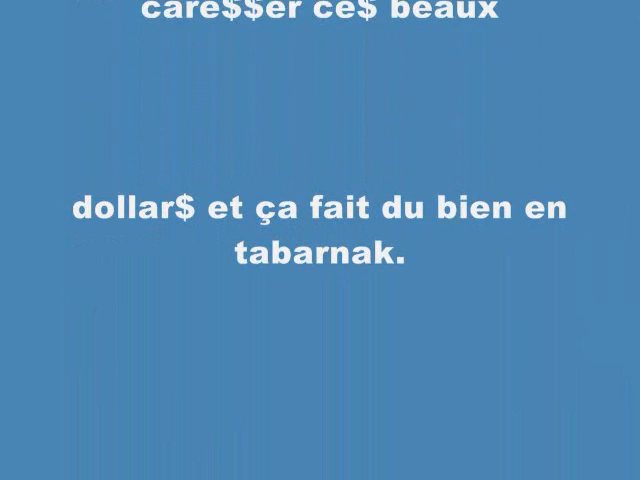 care$$er ce$ beaux
dollar$ et ça fait du bien en
tabarnak.